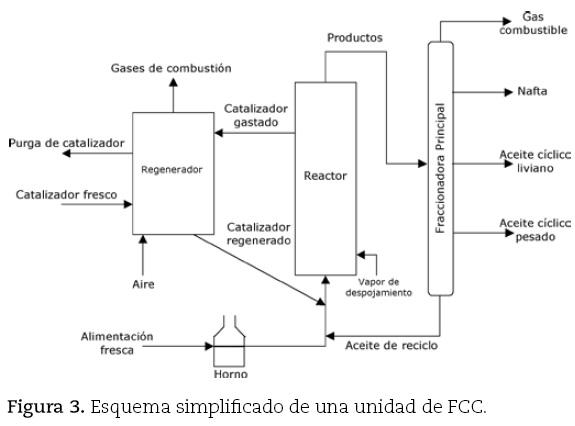 Gas
combustible
Productos
Gases de combustión
Nafta
Catalizador
gastado
Purga de catalizador
Regenerador
Reactor
Fraccionadora Principal
Aceite cíclico
liviano
Catalizador fresco
Catalizador
regenerado
Aceite cíclico
pesado
Aire
Vapor de
despojamiento
Alimentación
fresca
Aceite de reciclo
Horno
Figura 3. Esquema simplificado de una unidad de FCC.